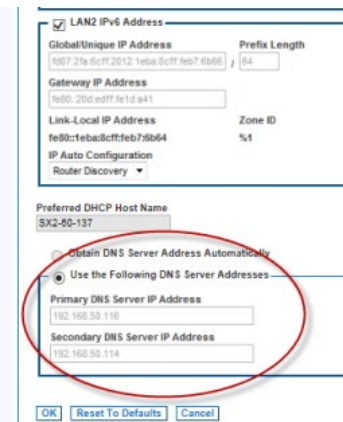 LAN2 IPv6 Address
Global/Unique IP Address Prefix Length
fd07:2fa:6cff:2012:1eba:8cff:feb7:6b66 / 64
Gateway IP Address
fe80::20d:edff:fe1d:a41
Link-Local IP Address Zone ID
fe80::1eba:8cff:feb7:6b64 %1
IP Auto Configuration
Router Discovery
Preferred DHCP Host Name
SX2-60-137
Obtain DNS Server Address Automatically
Use the Following DNS Server Addresses
Primary DNS Server IP Address
192.168.50.116
Secondary DNS Server IP Address
192.168.50.114
OK Reset To Defaults Cancel